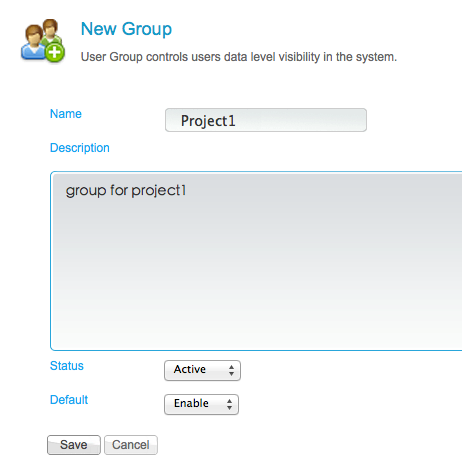 New Group
User Group controls users data level visibility in the system.
Name
Project1
Description
group for project1
Status
Active
Default
Enable
Save Cancel